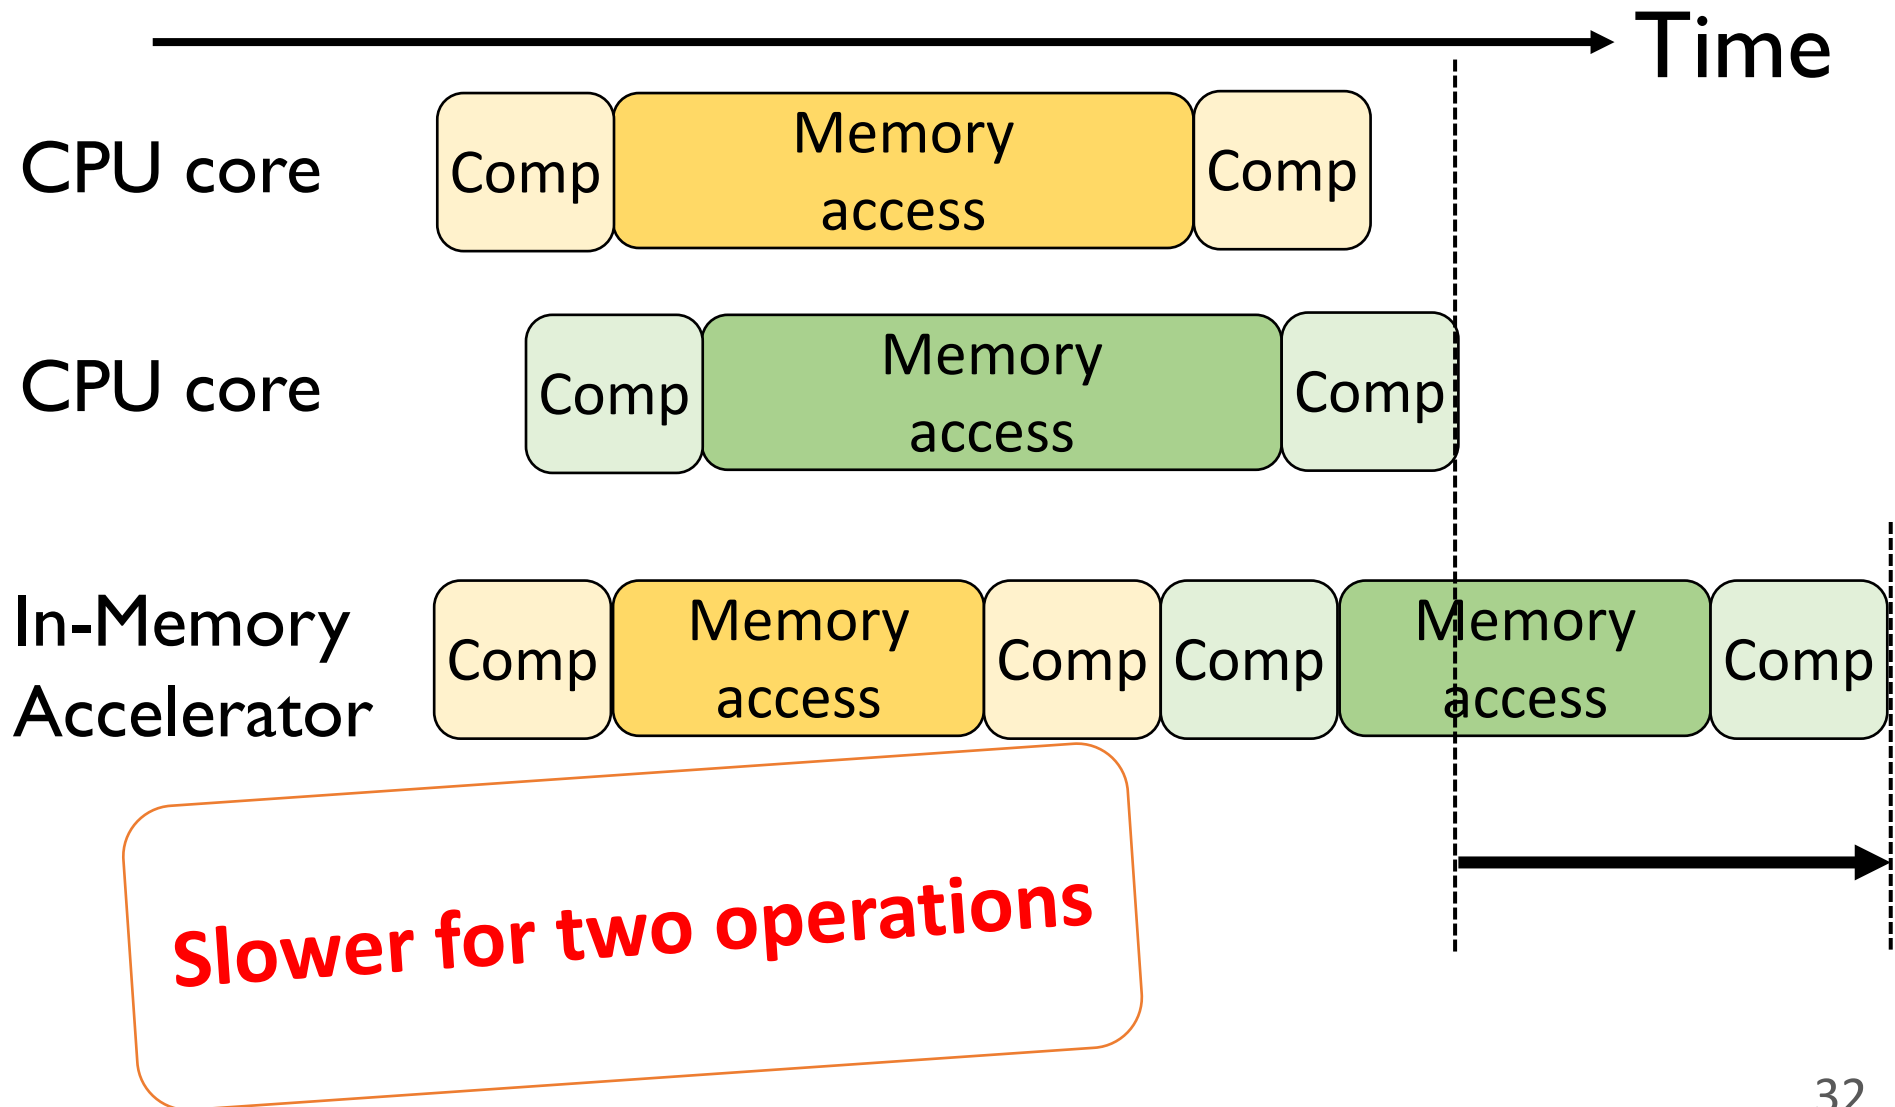 Time
CPU core
Comp
Memory
access
Comp
CPU core
Comp
Memory
access
Comp
In-Memory
Accelerator
Comp
Memory
access
Comp
Comp
Memory
access
Comp
Slower for two operations
32